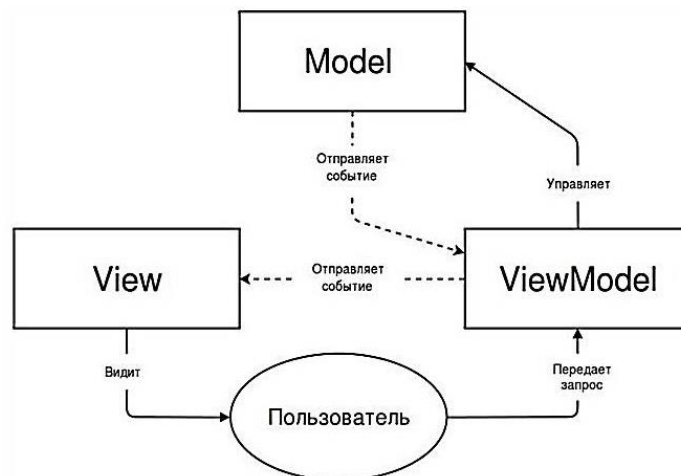 Model
Отправляет
событие
Управляет
View
Отправляет
событие
ViewModel
Видит
Передает
запрос
Пользователь